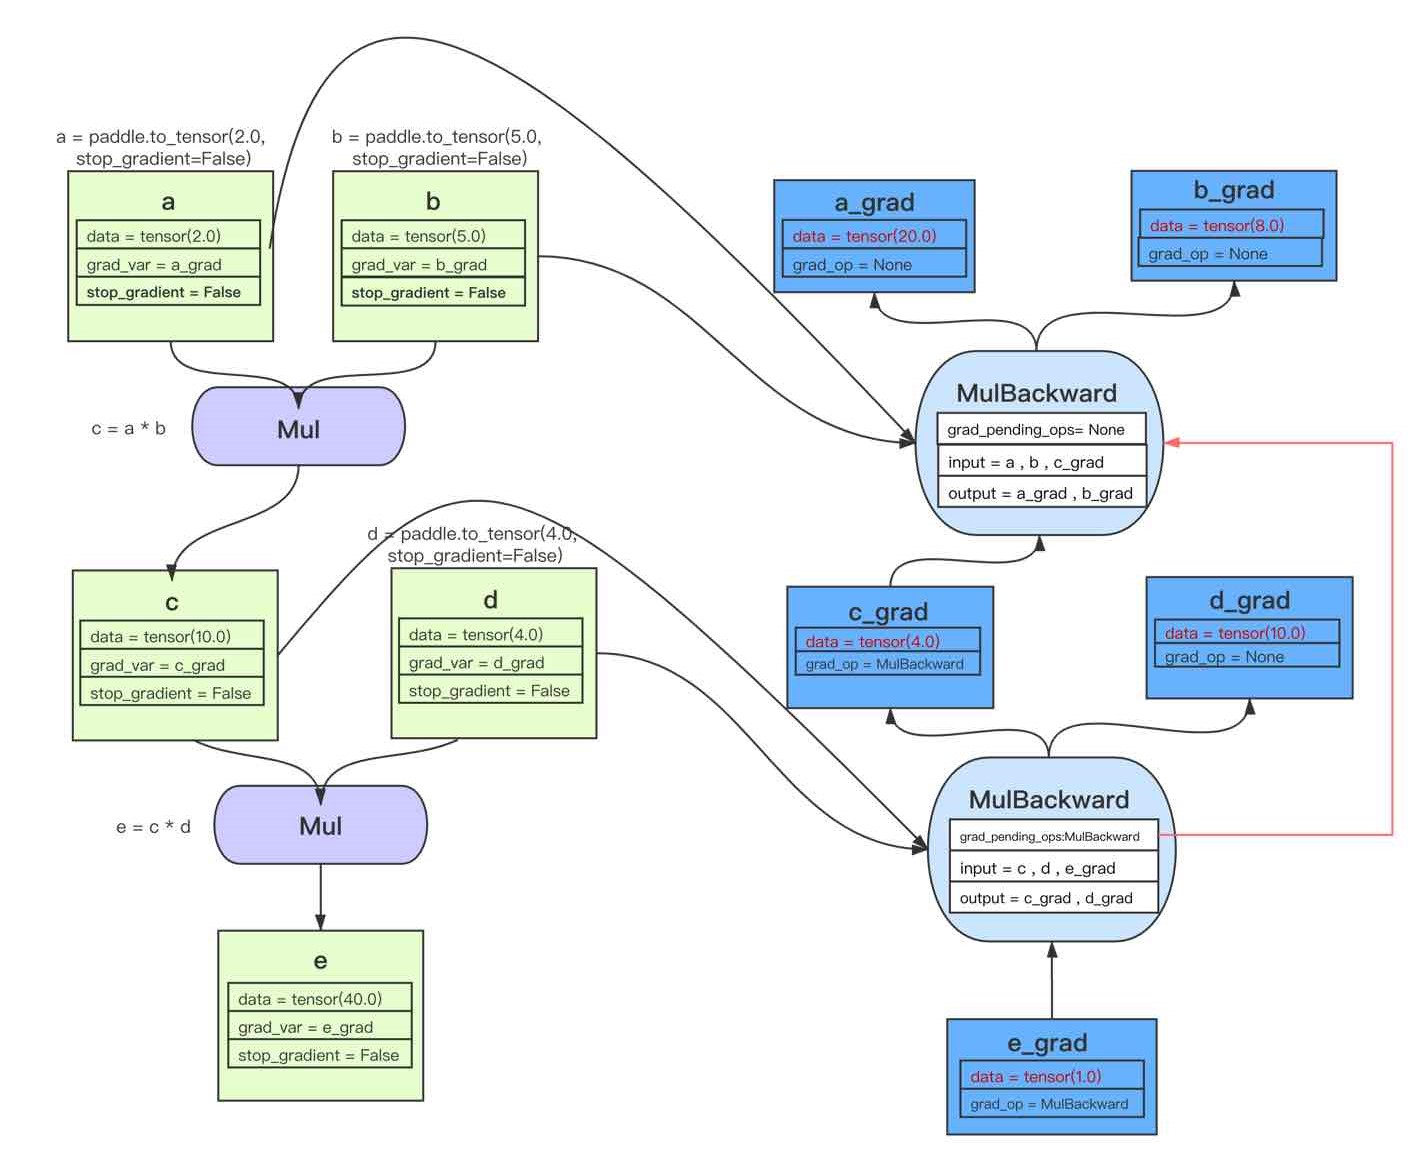 a = paddle.to_tensor(2.0,
stop_gradient=False)
b = paddle.to_tensor(5.0,
stop_gradient=False)
a
data = tensor(2.0)
grad_var = a_grad
stop_gradient = False
b
data = tensor(5.0)
grad_var = b_grad
stop_gradient = False
a_grad
data = tensor(20.0)
grad_op = None
b_grad
data = tensor(8.0)
grad_op = None
c = a * b
Mul
MulBackward
grad_pending_ops= None
input = a , b , c_grad
output = a_grad , b_grad
d = paddle.to_tensor(4.0,
stop_gradient=False)
c
data = tensor(10.0)
grad_var = c_grad
stop_gradient = False
d
data = tensor(4.0)
grad_var = d_grad
stop_gradient = False
c_grad
data = tensor(4.0)
grad_op = MulBackward
d_grad
data = tensor(10.0)
grad_op = None
e = c * d
Mul
MulBackward
grad_pending_ops:MulBackward
input = c , d , e_grad
output = c_grad , d_grad
e
data = tensor(40.0)
grad_var = e_grad
stop_gradient = False
e_grad
data = tensor(1.0)
grad_op = MulBackward